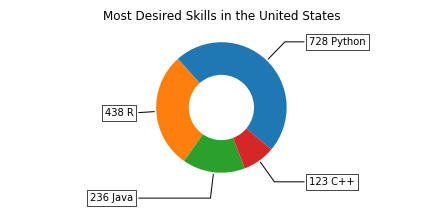 Most Desired Skills in the United States
728 Python
438 R
236 Java
123 C++